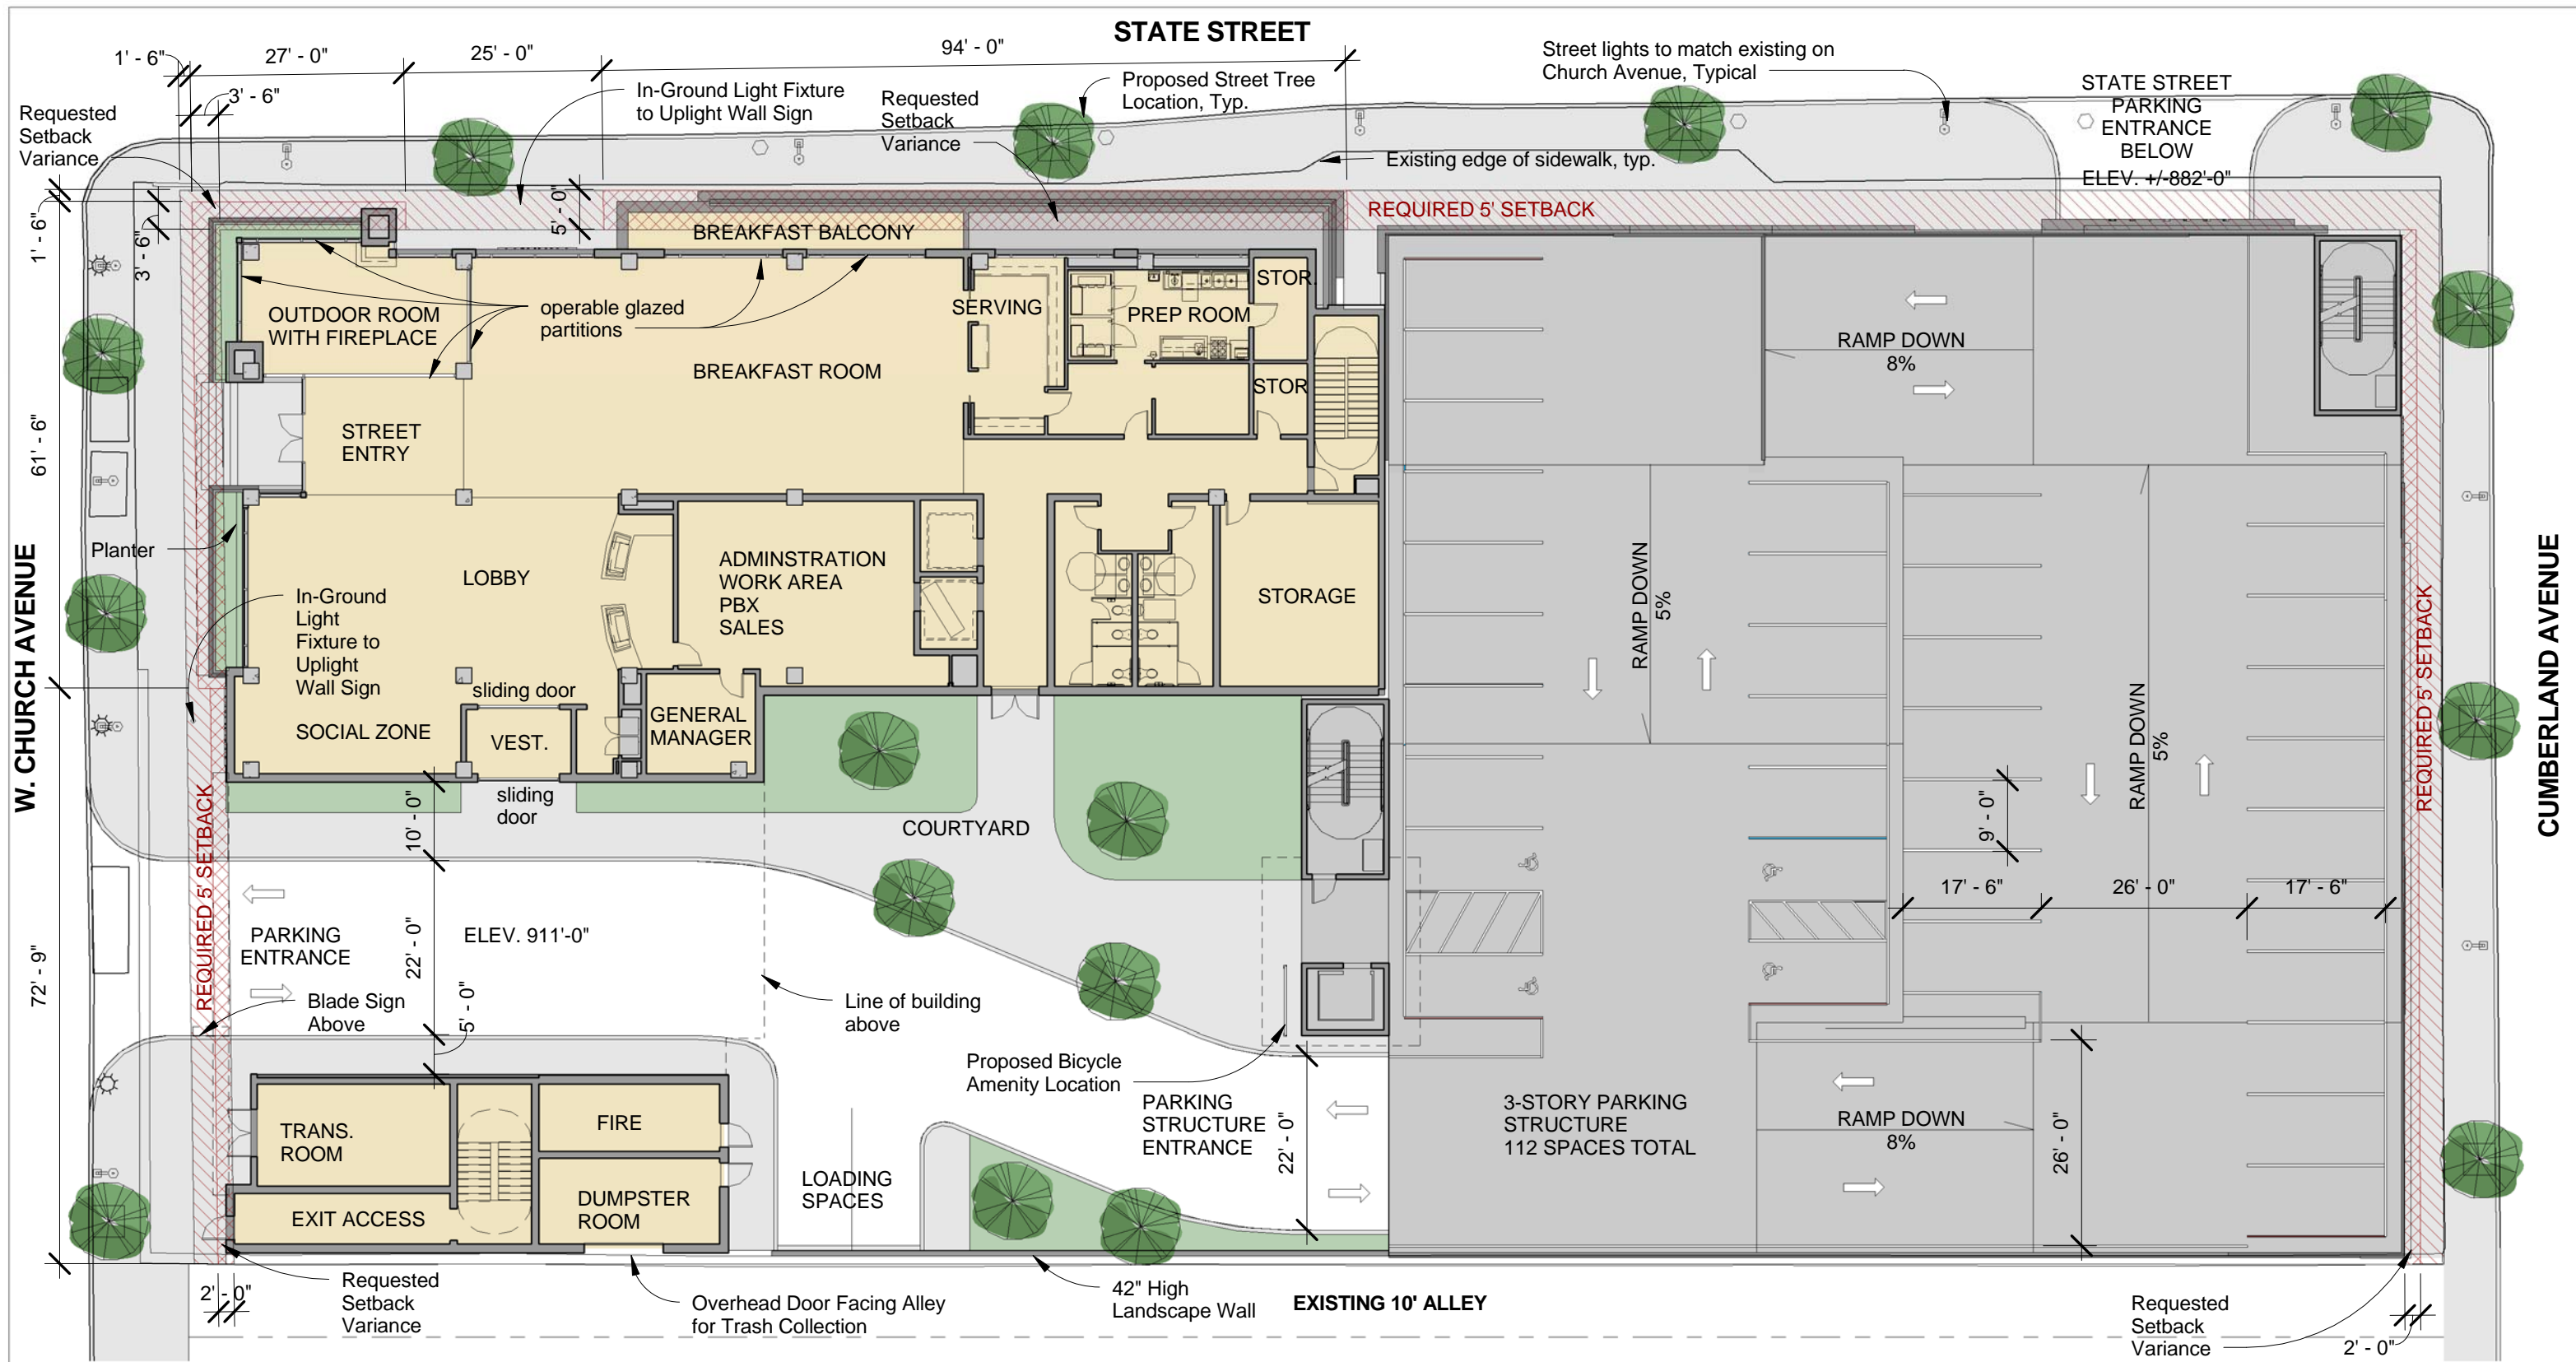 STATE STREET
1' - 6"
27' - 0"
25' - 0"
94' - 0"
3' - 6"
Requested
Setback
Variance
In-Ground Light Fixture
to Uplight Wall Sign
Requested
Setback
Variance
Proposed Street Tree
Location, Typ.
Street lights to match existing on
Church Avenue, Typical
STATE STREET
PARKING
ENTRANCE
BELOW
ELEV. +/-882'-0"
Existing edge of sidewalk, typ.
1' - 6"
3' - 6"
5' - 0"
REQUIRED 5' SETBACK
BREAKFAST BALCONY
OUTDOOR ROOM
WITH FIREPLACE
operable glazed
partitions
SERVING
PREP ROOM
STOR.
STOR
BREAKFAST ROOM
RAMP DOWN
8%
STREET
ENTRY
61' - 6"
W. CHURCH AVENUE
Planter
LOBBY
ADMINSTRATION
WORK AREA
PBX
SALES
STORAGE
In-Ground
Light
Fixture to
Uplight
Wall Sign
SOCIAL ZONE
sliding door
VEST.
GENERAL
MANAGER
sliding
door
RAMP DOWN
5%
RAMP DOWN
5%
REQUIRED 5' SETBACK
CUMBERLAND AVENUE
10' - 0"
COURTYARD
9' - 0"
17' - 6"
26' - 0"
17' - 6"
REQUIRED 5' SETBACK
72' - 9"
PARKING
ENTRANCE
22' - 0"
ELEV. 911'-0"
5' - 0"
Blade Sign
Above
Line of building
above
Proposed Bicycle
Amenity Location
PARKING
STRUCTURE
ENTRANCE
22' - 0"
3-STORY PARKING
STRUCTURE
112 SPACES TOTAL
RAMP DOWN
8%
26' - 0"
TRANS.
ROOM
FIRE
EXIT ACCESS
DUMPSTER
ROOM
LOADING
SPACES
2' - 0"
Requested
Setback
Variance
Overhead Door Facing Alley
for Trash Collection
42" High
Landscape Wall
EXISTING 10' ALLEY
Requested
Setback
Variance
2' - 0"